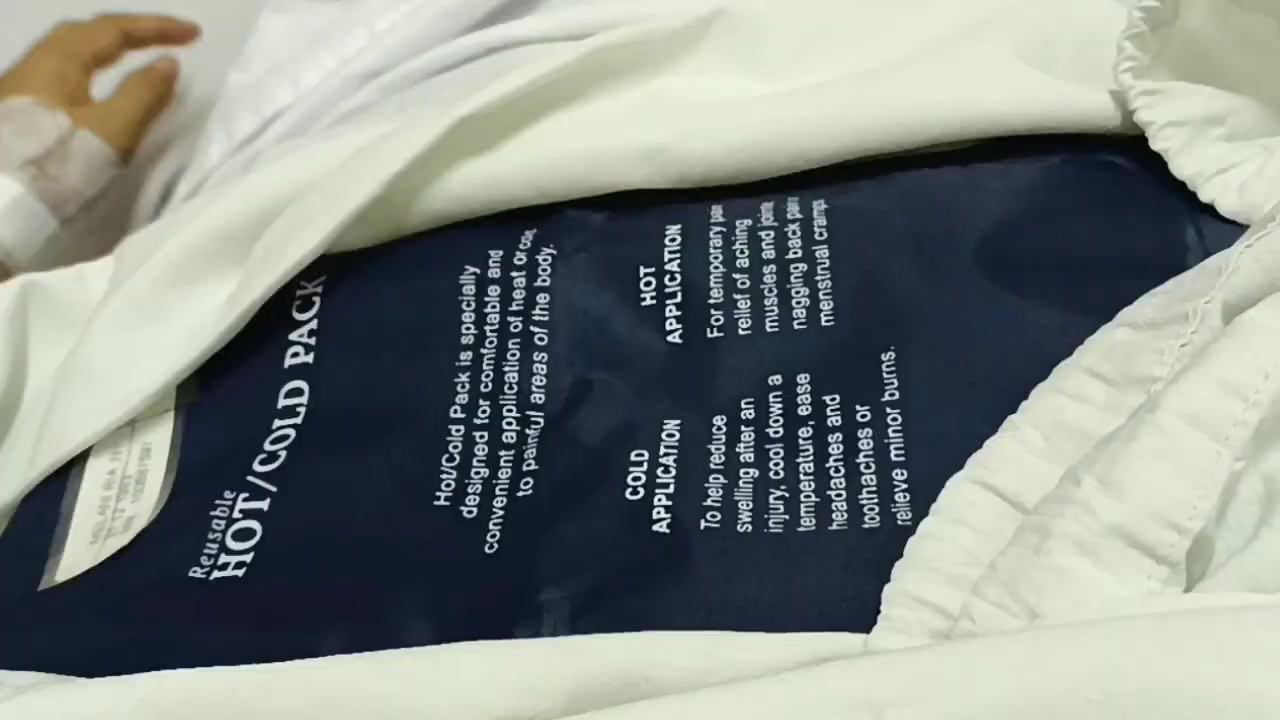 Reusable
HOT/COLD PACK
Hot/Cold Pack is specially
designed for comfortable and
convenient application of heat or
to painful areas of the body.
COLD
APPLICATION
To help reduce
swelling after an
injury, cool down a
temperature, ease
headaches and
toothaches or
relieve minor burns.
HOT
APPLICATION
For temporary
relief of aching
muscles and
nagging back
menstrual